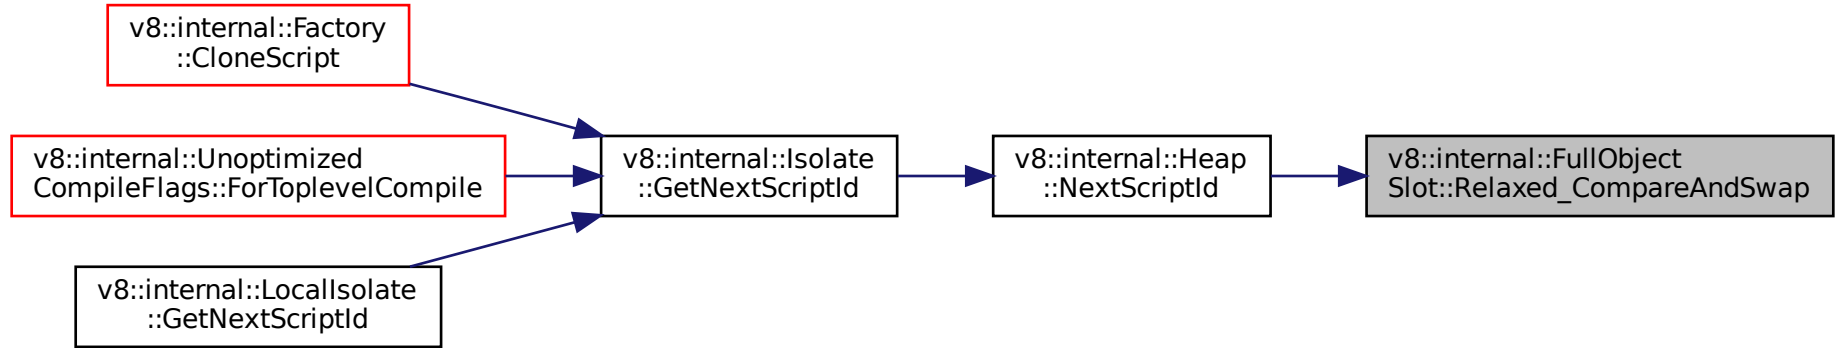 v8::internal::Factory
::CloneScript
v8::internal::Unoptimized
CompileFlags::ForToplevelCompile
v8::internal::LocalIsolate
::GetNextScriptId
v8::internal::Isolate
::GetNextScriptId
v8::internal::Heap
::NextScriptId
v8::internal::FullObject
Slot::Relaxed_CompareAndSwap